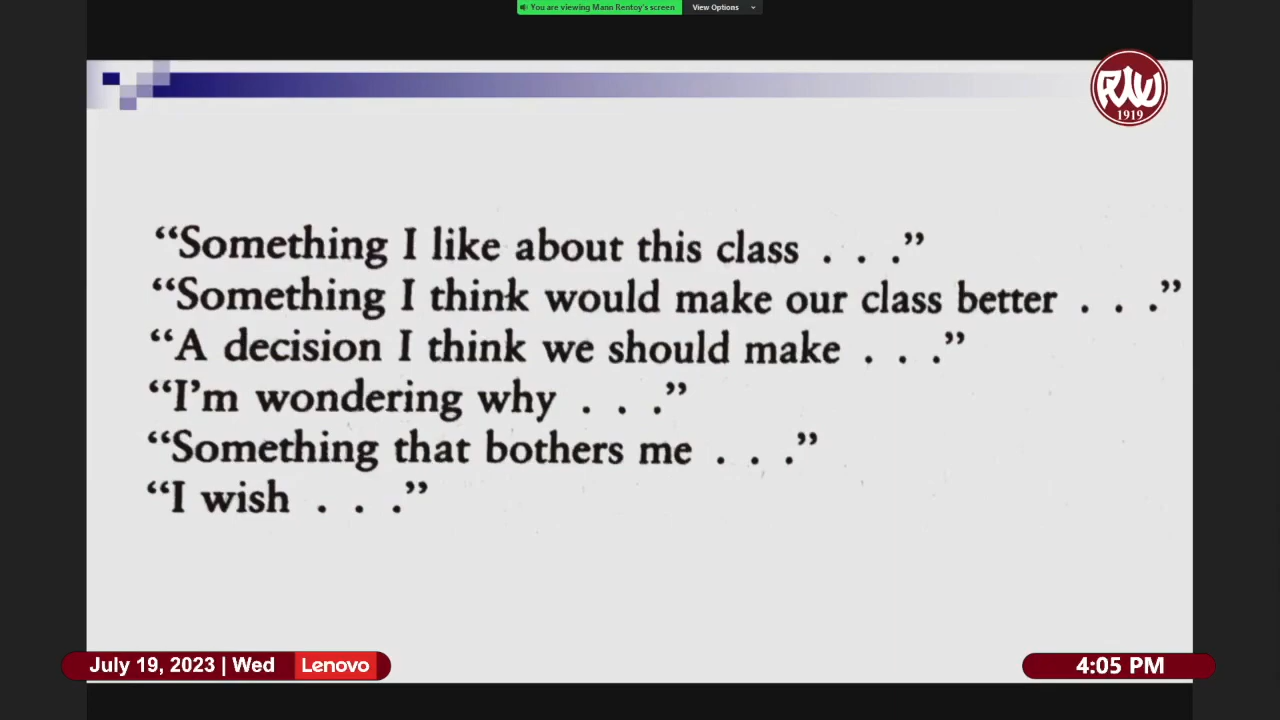 You are viewing Mann Rentoy's screen View Options
RVW
1919
“Something I like about this class . . .”
“Something I think would make our class better . . .”
“A decision I think we should make . . .”
“I’m wondering why . . .”
“Something that bothers me . . .”
“I wish . . .”
July 19, 2023 | Wed Lenovo
4:05 PM